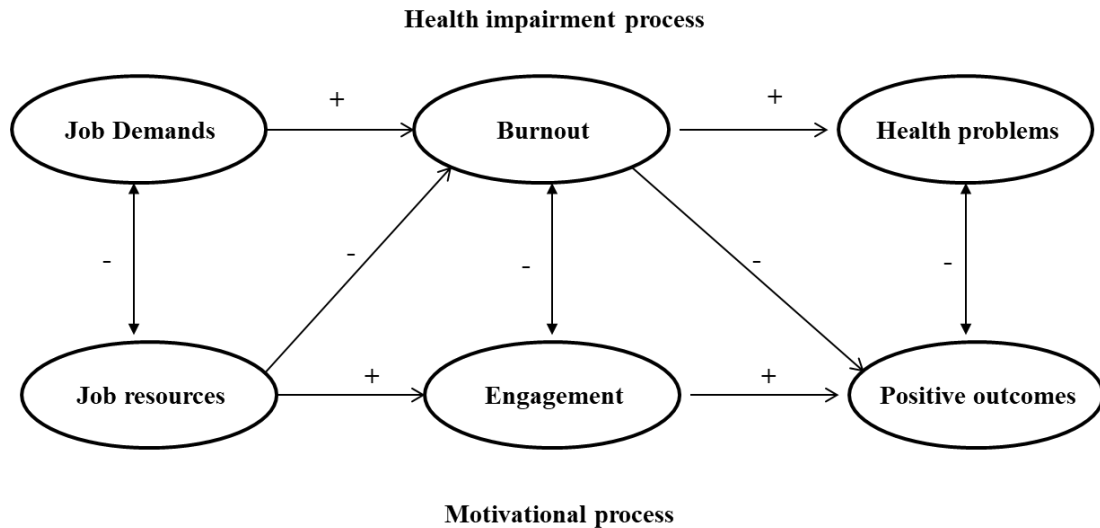 Health impairment process
+
+
Job Demands
Burnout
Health problems
-
-
-
-
-
+
+
Job resources
Engagement
Positive outcomes
Motivational process